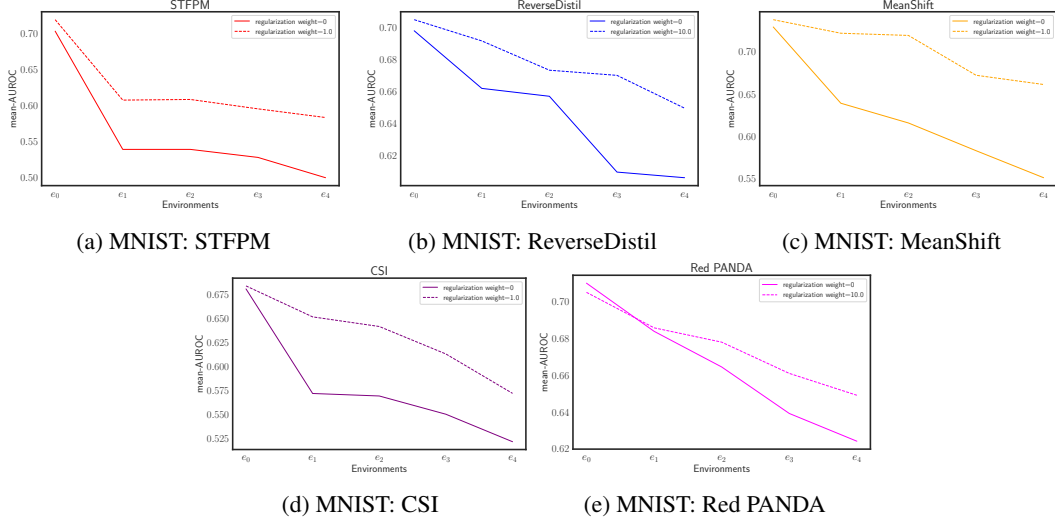 STFPM
mean-AUROC
0.70
0.65
0.60
0.55
0.50
regularization weight=0
regularization weight=1.0
e0 e1 e2 e3 e4
Environments
(a) MNIST: STFPM
ReverseDistil
mean-AUROC
0.70
0.68
0.66
0.64
0.62
regularization weight=0
regularization weight=10.0
e0 e1 e2 e3 e4
Environments
(b) MNIST: ReverseDistil
MeanShift
mean-AUROC
0.70
0.65
0.60
0.55
regularization weight=0
regularization weight=1.0
e0 e1 e2 e3 e4
Environments
(c) MNIST: MeanShift
CSI
mean-AUROC
0.675
0.650
0.625
0.600
0.575
0.550
0.525
regularization weight=0
regularization weight=1.0
e0 e1 e2 e3 e4
Environments
(d) MNIST: CSI
Red PANDA
mean-AUROC
0.70
0.68
0.66
0.64
0.62
regularization weight=0
regularization weight=10.0
e0 e1 e2 e3 e4
Environments
(e) MNIST: Red PANDA